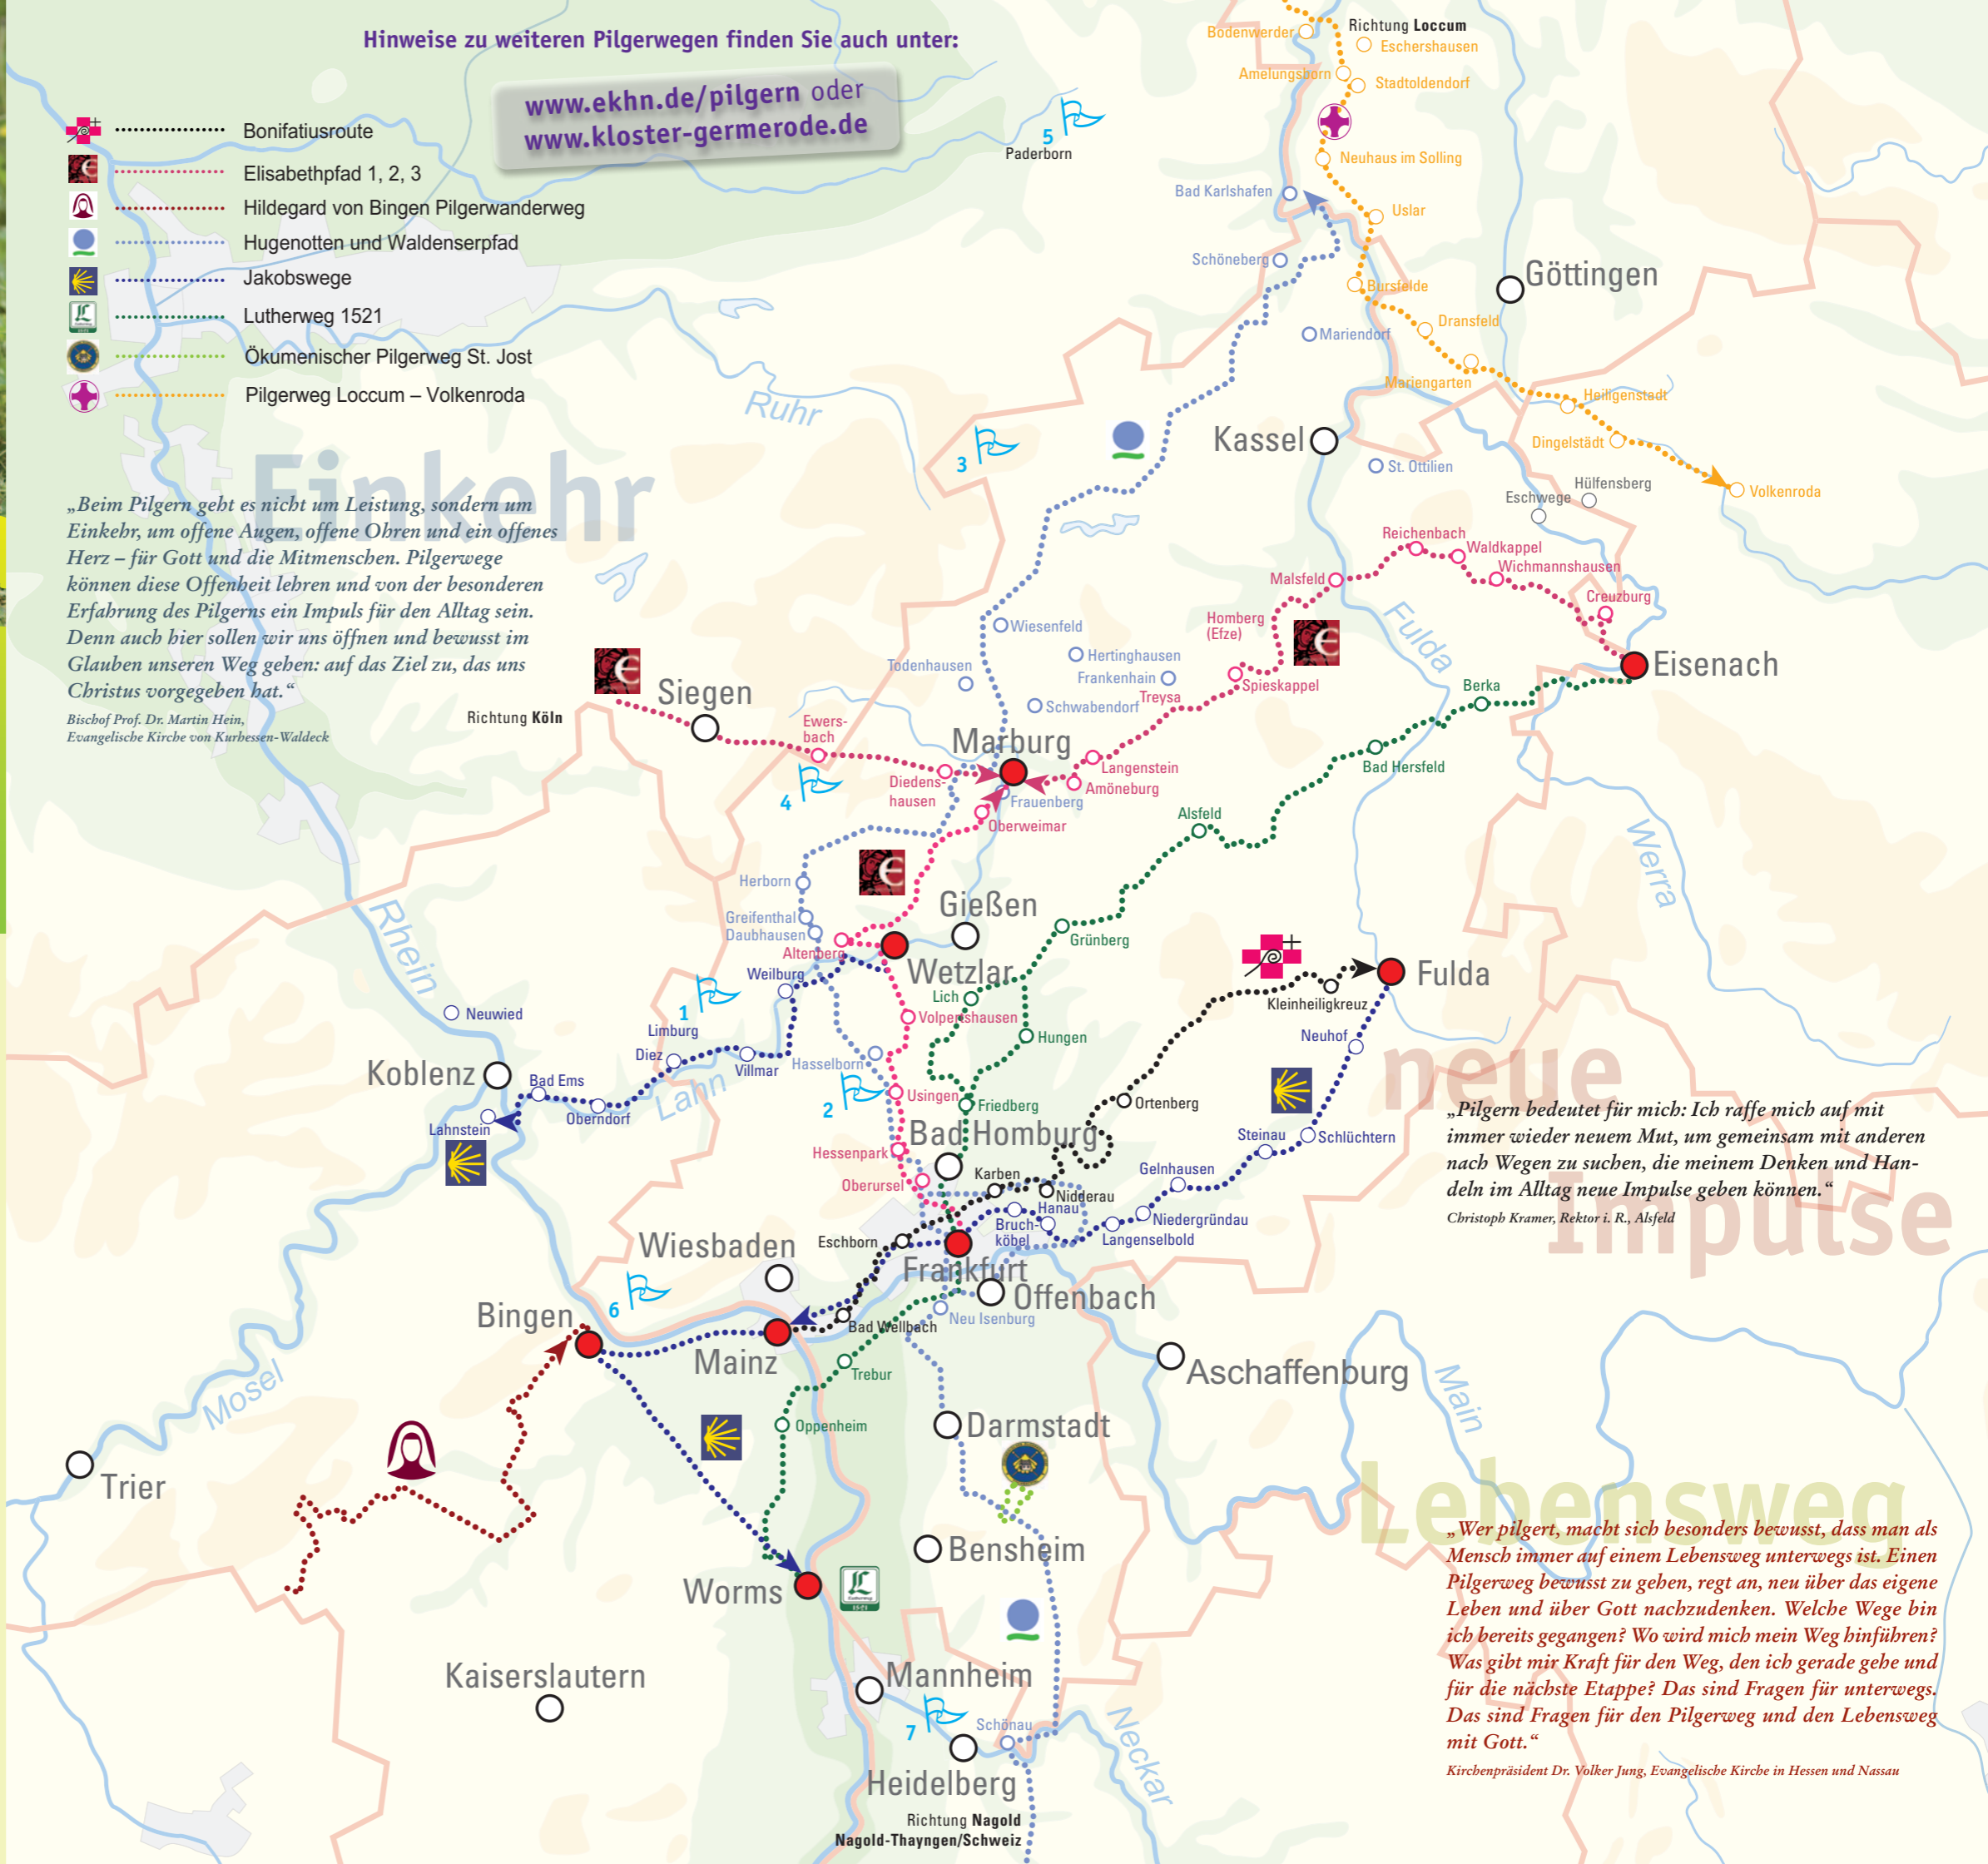 Hinweise zu weiteren Pilgerwegen finden Sie auch unter:
www.ekhn.de/pilgern oder
www.kloster-germerode.de
Bonifatiusroute
Elisabethpfad 1, 2, 3
Hildegard von Bingen Pilgerwanderweg
Hugenotten und Waldenserpfad
Jakobswege
Lutherweg 1521
Ökumenischer Pilgerweg St. Jost
Pilgerweg Loccum – Volkenroda
Einkehr
„Beim Pilgern geht es nicht um Leistung, sondern um
Einkehr, um offene Augen, offene Ohren und ein offenes
Herz – für Gott und die Mitmenschen. Pilgerwege
können diese Offenheit lehren und von der besonderen
Erfahrung des Pilgerns ein Impuls für den Alltag sein.
Denn auch hier sollen wir uns öffnen und bewusst im
Glauben unseren Weg gehen: auf das Ziel zu, das uns
Christus vorgegeben hat.“
Bischof Prof. Dr. Martin Hein,
Evangelische Kirche von Kurhessen-Waldeck
Richtung Loccum
Bodenwerder
Eschershausen
Amelungsborn
Stadtoldendorf
5
Paderborn
Neuhaus im Solling
Bad Karlshafen
Uslar
Schöneberg
Göttingen
Bursfelde
Dransfeld
Mariendorf
Mariengarten
Heiligenstadt
Ruhr
Kassel
Dingelstädt
3
St. Ottilien
Hülfensberg
Eschwege
Volkenroda
Reichenbach
Waldkappel
Wichmannshausen
Malsfeld
Creuzburg
Homberg
(Efze)
Fulda
Wiesenfeld
Hertinghausen
Todenhausen
Frankenhain
Treysa
Spieskappel
Eisenach
Berka
Siegen
Richtung Köln
Schwabendorf
Ewers-
bach
Marburg
Bad Hersfeld
Langenstein
Amöneburg
Diedens-
hausen
4
Frauenberg
Oberweimar
Alsfeld
Werra
Herborn
Gießen
Greifenthal
Daubhausen
Altenberg
Grünberg
Rhein
Wetzlar
Weilburg
Fulda
Kleinheiligkreuz
Lich
1
Volpertshausen
Neuwied
Limburg
Hungen
Neuhof
Diez
Villmar
Hasselborn
Koblenz
Bad Ems
Lahn
Oberndorf
2
Usingen
Friedberg
Ortenberg
Lahnstein
Bad Homburg
Hessenpark
Steinau
Schlüchtern
Karben
Gelnhausen
Oberursel
Nidderau
Hanau
Bruch-
köbel
Niedergründau
Langenselbold
Eschborn
Wiesbaden
Frankfurt
Offenbach
6
Bingen
Neu Isenburg
Bad Weilbach
Mainz
Trebur
Aschaffenburg
Main
Mosel
Oppenheim
Darmstadt
Trier
Bensheim
Worms
L
Kaiserslautern
Mannheim
7
Schönau
Neckar
Heidelberg
Richtung Nagold
Nagold-Thayngen/Schweiz
neue
Impulse
„Pilgern bedeutet für mich: Ich raffe mich auf mit
immer wieder neuem Mut, um gemeinsam mit anderen
nach Wegen zu suchen, die meinem Denken und Han-
deln im Alltag neue Impulse geben können.“
Christoph Kramer, Rektor i. R., Alsfeld
Lebensweg
„Wer pilgert, macht sich besonders bewusst, dass man als
Mensch immer auf einem Lebensweg unterwegs ist. Einen
Pilgerweg bewusst zu gehen, regt an, neu über das eigene
Leben und über Gott nachzudenken. Welche Wege bin
ich bereits gegangen? Wo wird mich mein Weg hinführen?
Was gibt mir Kraft für den Weg, den ich gerade gehe und
für die nächste Etappe? Das sind Fragen für unterwegs.
Das sind Fragen für den Pilgerweg und den Lebensweg
mit Gott.“
Kirchenpräsident Dr. Volker Jung, Evangelische Kirche in Hessen und Nassau